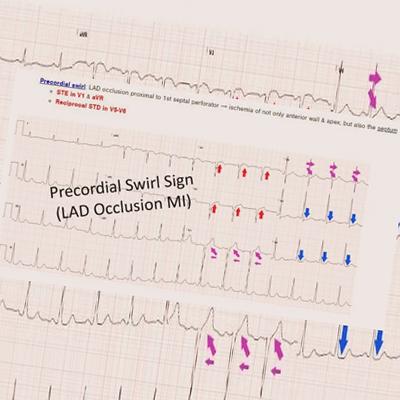 aVR
V1
V4
Precordial swirl: LAD occlusion proximal to 1st septal perforator → ischemia of not only anterior wall & apex, but also the septum
STE in V1 & aVR
Reciprocal STD in V5-V6
Precordial Swirl Sign
(LAD Occlusion MI)